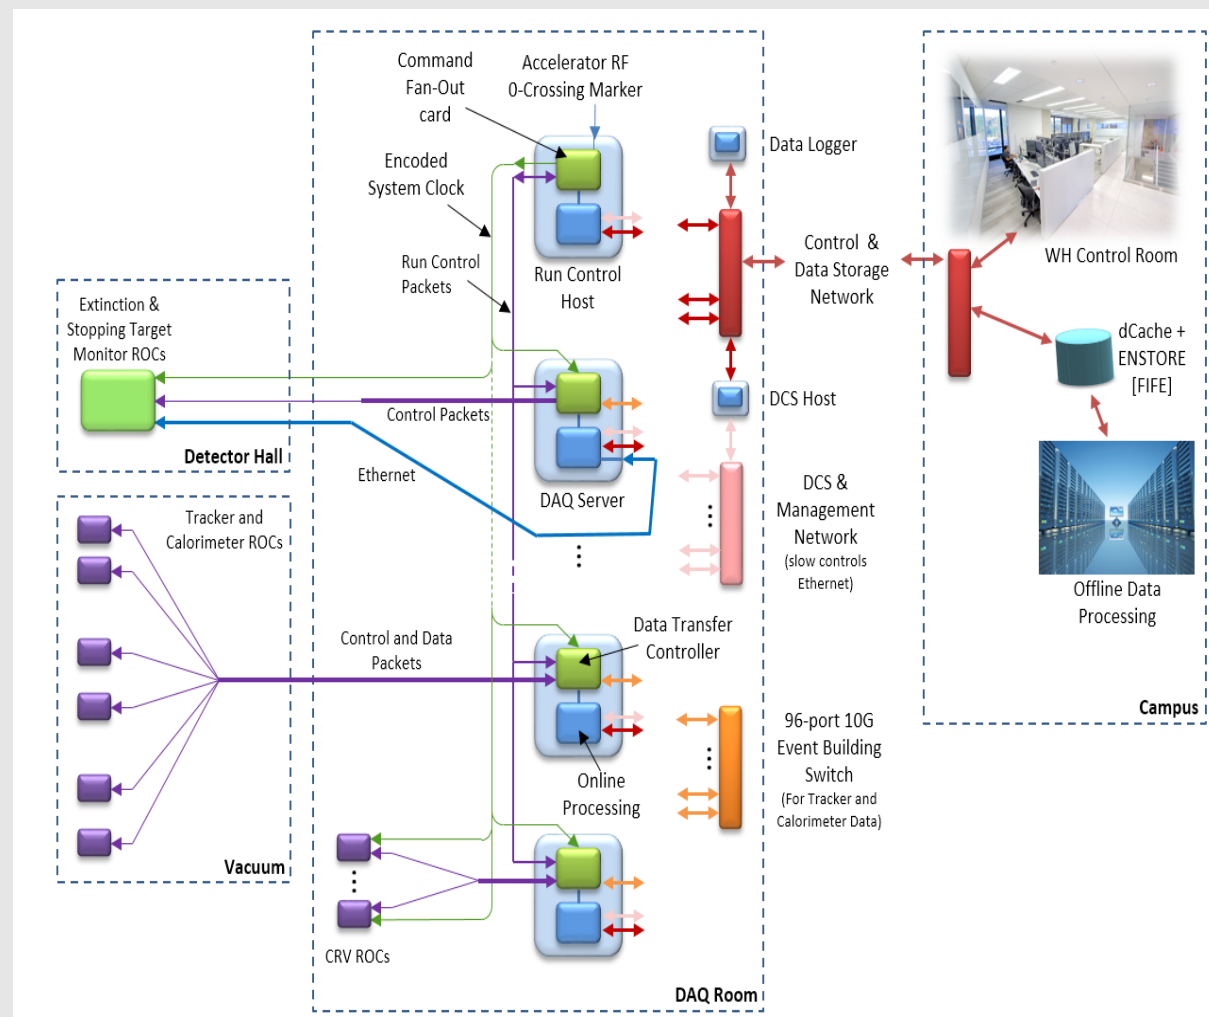 Command
Fan-Out
card
Accelerator RF
0-Crossing Marker
Encoded
System Clock
Run Control
Packets
Run Control
Host
Data Logger
Control &
Data Storage
Network
WH Control Room
dCache +
ENSTORE
[FIFE]
Offline Data
Processing
Campus
Extinction &
Stopping Target
Monitor ROCs
Detector Hall
Control Packets
Ethernet
DAQ Server
DCS Host
DCS &
Management
Network
(slow controls
Ethernet)
Tracker and
Calorimeter ROCs
Vacuum
Control and Data
Packets
Data Transfer
Controller
Online
Processing
96-port 10G
Event Building
Switch
(For Tracker and
Calorimeter Data)
CRV ROCs
DAQ Room